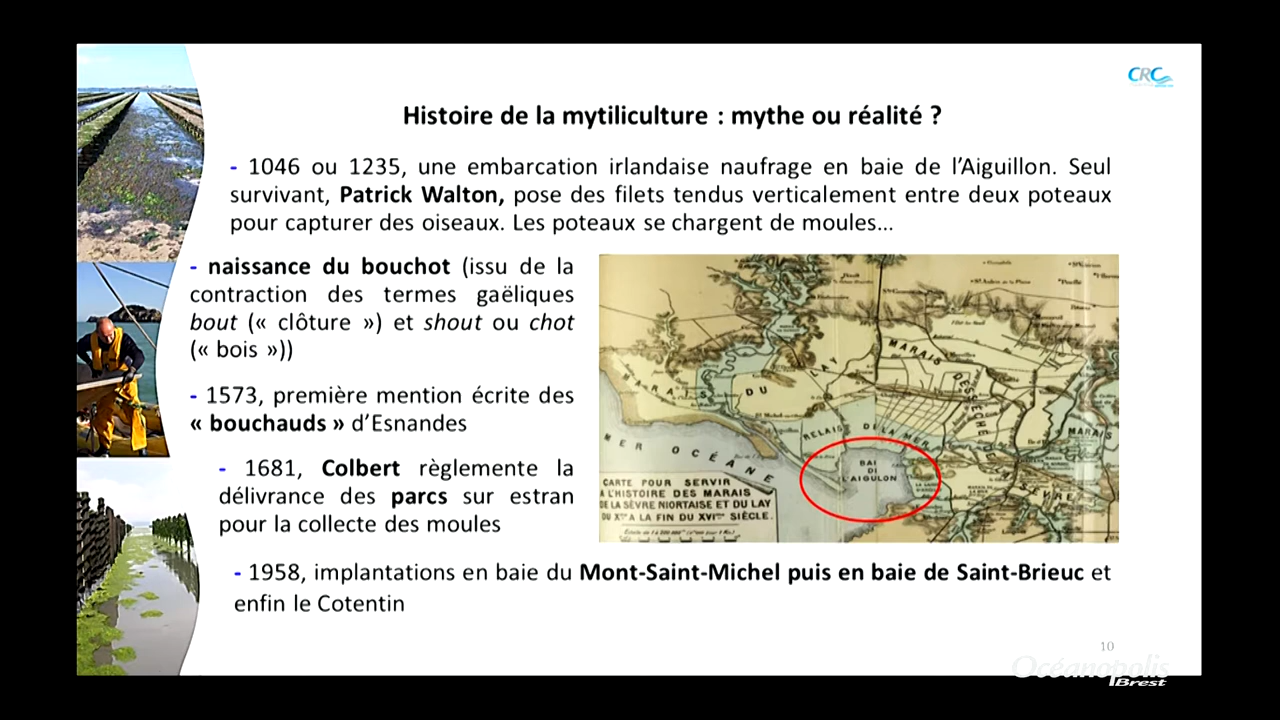 CRC
Histoire de la mytiliculture : mythe ou réalité ?
- 1046 ou 1235, une embarcation irlandaise naufrage en baie de l'Aiguillon. Seul
survivant, Patrick Walton, pose des filets tendus verticalement entre deux poteaux
pour capturer des oiseaux. Les poteaux se chargent de moules...
- naissance du bouchot (issu de la
contraction des termes gaëliques
bout (« clôture ») et shout ou chot
(« bois »))
- 1573, première mention écrite des
« bouchauds » d'Esnandes
- 1681, Colbert règlemente la
délivrance des parcs sur estran
pour la collecte des moules
MARAIS DU LAY
MARAIS DESSÉCHÉ
RELAIS DE LA MER
MARAIS
MER OCÉANE
BAI
DI
L'AIGULON
SÈVRE
CARTE POUR SERVIR
A L'HISTOIRE DES MARAIS
DE LA SÈVRE NIORTAISE ET DU LAY
DU Xme A LA FIN DU XVIme SIÈCLE.
- 1958, implantations en baie du Mont-Saint-Michel puis en baie de Saint-Brieuc et
enfin le Cotentin
10
Océanopolis
Brest